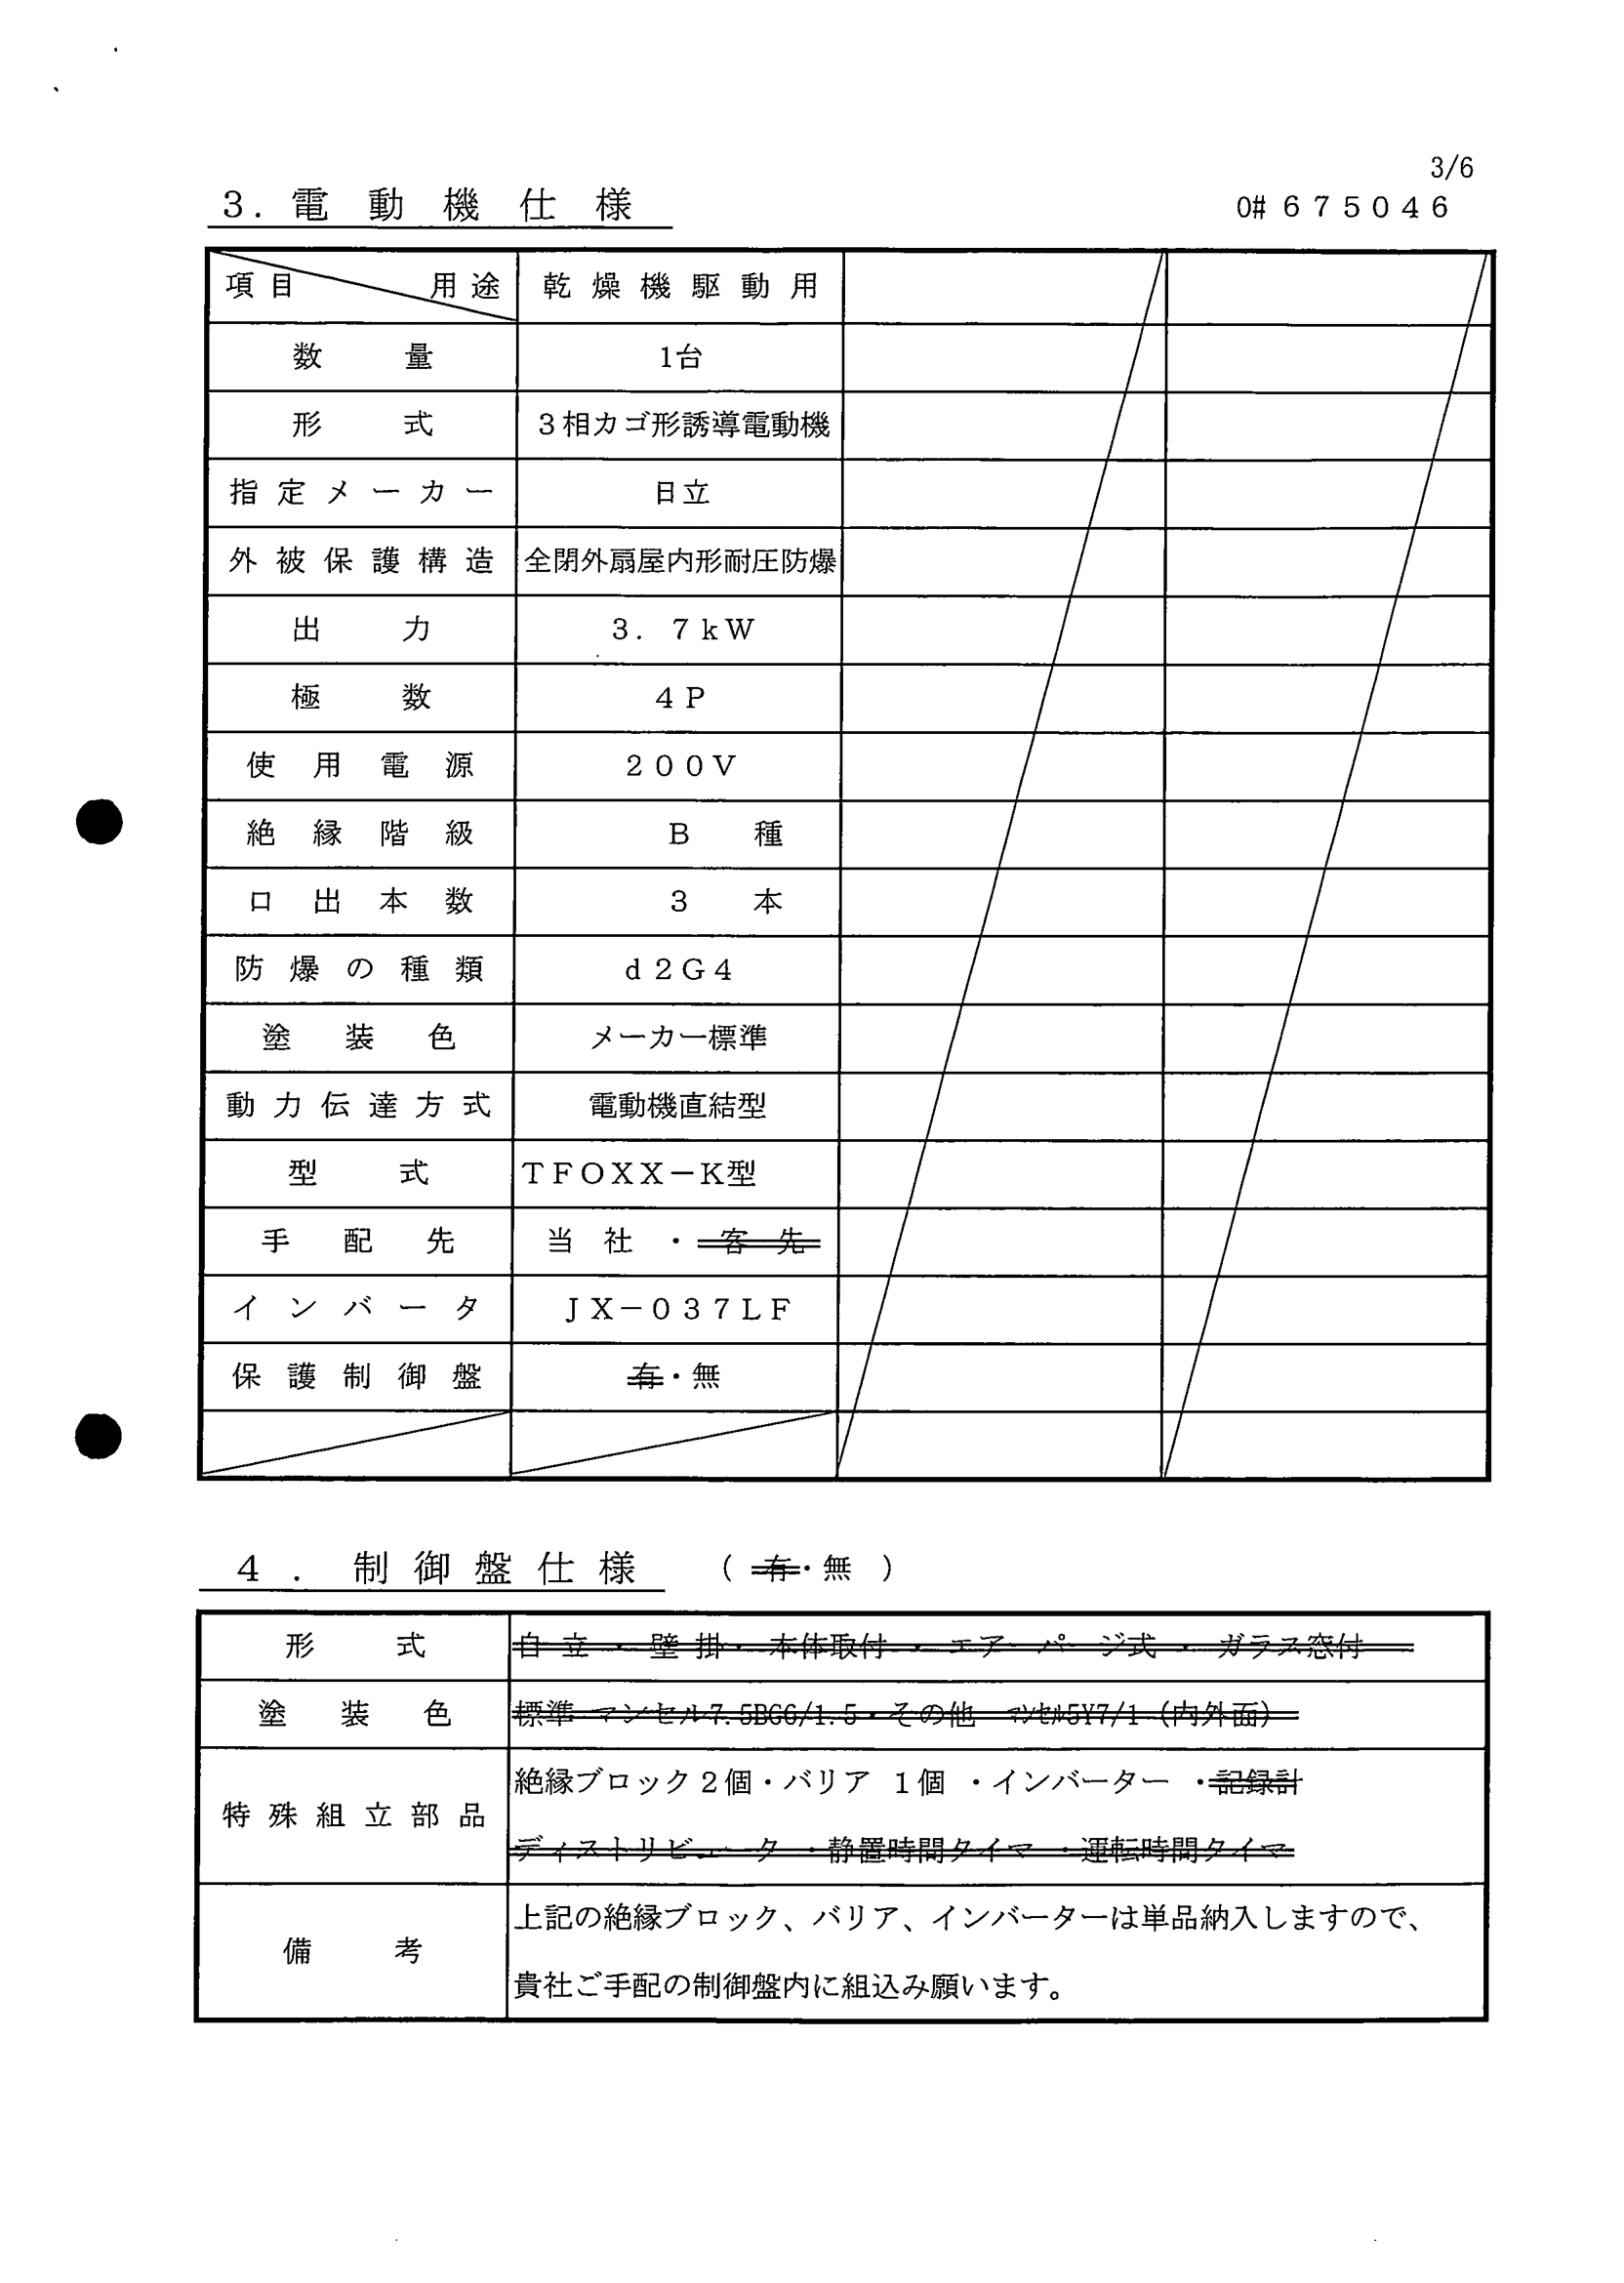 3/6
3. 電動機仕様
O# 675046
項目 用途 乾燥機駆動用
数量 1台
形式 3相カゴ形誘導電動機
指定メーカー 日立
外被保護構造 全閉外扇屋内形耐圧防爆
出力 3. 7kW
極数 4P
使用電源 200V
絶縁階級 B 種
口出本数 3 本
防爆の種類 d2G4
塗装色 メーカー標準
動力伝達方式 電動機直結型
型式 TFOXX-K型
手配先 当社・客先
インバータ JX-037LF
保護制御盤 有・無
4. 制御盤仕様 (有・無)
形式 自立・壁掛・本体取付・エアーパージ式・ガラス窓付
塗装色 標準 マンセル7.5BG6/1.5・その他 マンセル5Y7/1(内外面)
特殊組立部品
絶縁ブロック2個・バリア 1個 ・インバーター ・記録計
ディストリビュータ ・静置時間タイマ ・運転時間タイマ
備考
上記の絶縁ブロック、バリア、インバーターは単品納入しますので、
貴社ご手配の制御盤内に組込み願います。